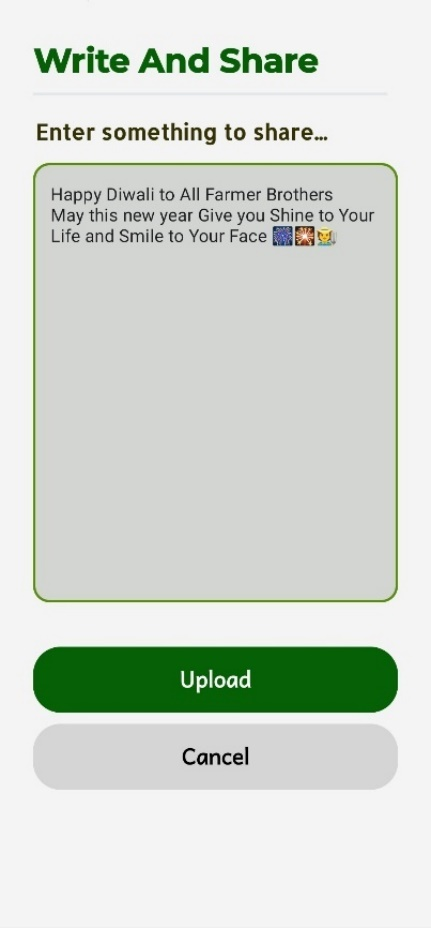 Write And Share
Enter something to share...
Happy Diwali to All Farmer Brothers
May this new year Give you Shine to Your
Life and Smile to Your Face 🎆🎇🧑‍🌾
Upload
Cancel